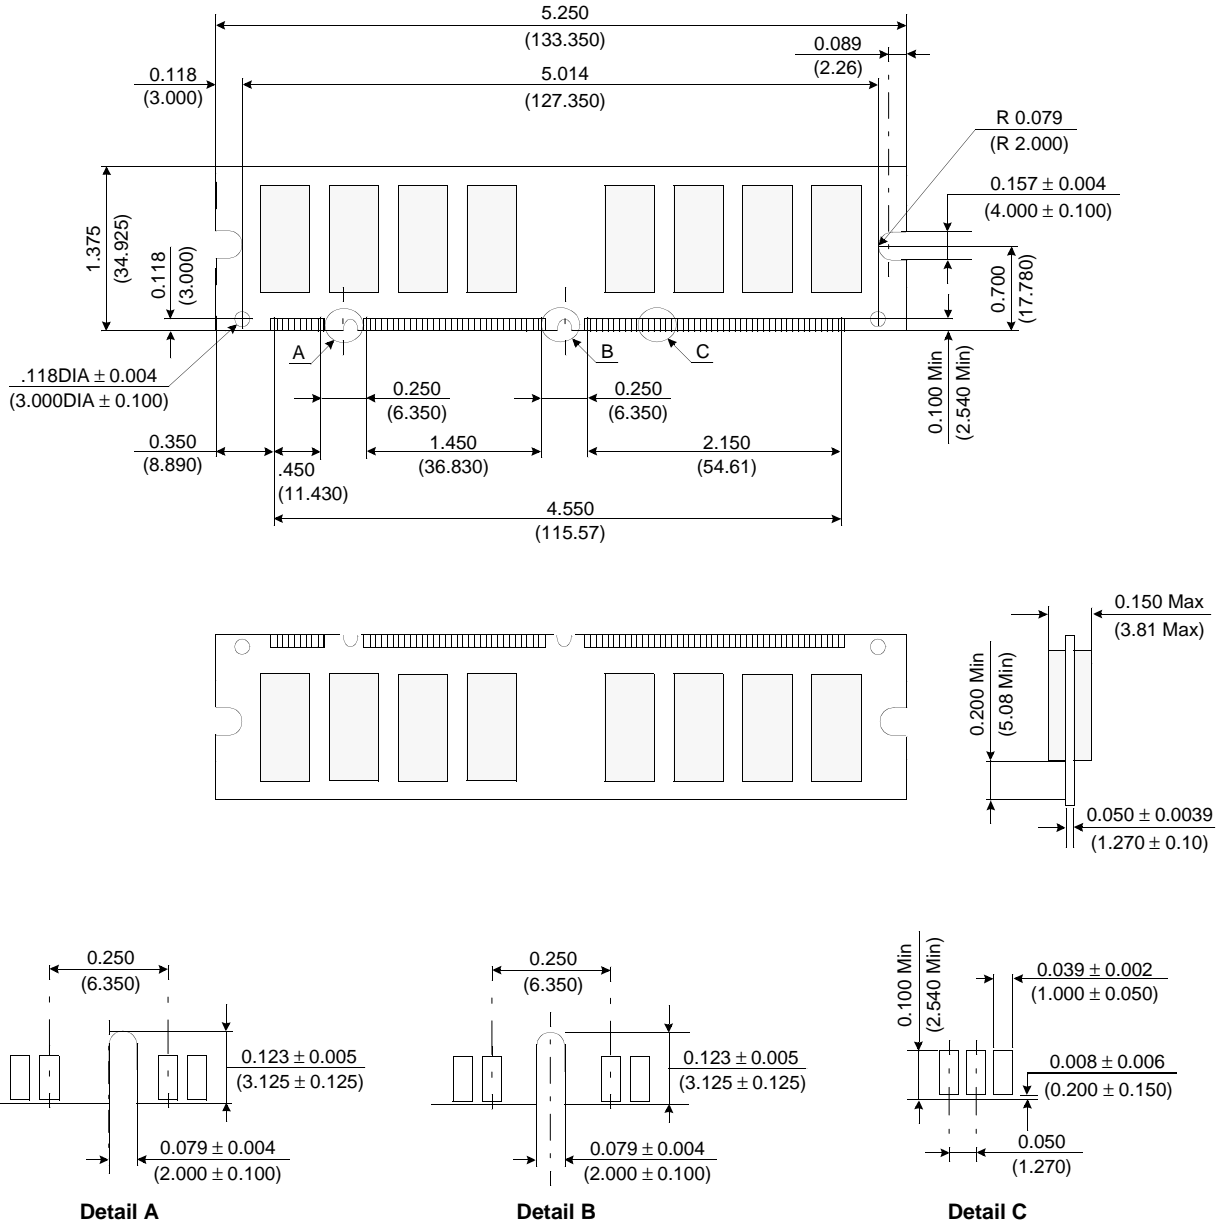 5.250
(133.350)
0.089
(2.26)
0.118
(3.000)
5.014
(127.350)
R 0.079
(R 2.000)
0.157 ± 0.004
(4.000 ± 0.100)
1.375
(34.925)
0.118
(3.000)
0.700
(17.780)
A
B
C
.118DIA ± 0.004
(3.000DIA ± 0.100)
0.250
(6.350)
0.250
(6.350)
0.100 Min
(2.540 Min)
0.350
(8.890)
.450
(11.430)
1.450
(36.830)
2.150
(54.61)
4.550
(115.57)
0.150 Max
(3.81 Max)
0.200 Min
(5.08 Min)
0.050 ± 0.0039
(1.270 ± 0.10)
0.250
(6.350)
0.123 ± 0.005
(3.125 ± 0.125)
0.079 ± 0.004
(2.000 ± 0.100)
Detail A
0.250
(6.350)
0.123 ± 0.005
(3.125 ± 0.125)
0.079 ± 0.004
(2.000 ± 0.100)
Detail B
0.100 Min
(2.540 Min)
0.039 ± 0.002
(1.000 ± 0.050)
0.008 ± 0.006
(0.200 ± 0.150)
0.050
(1.270)
Detail C